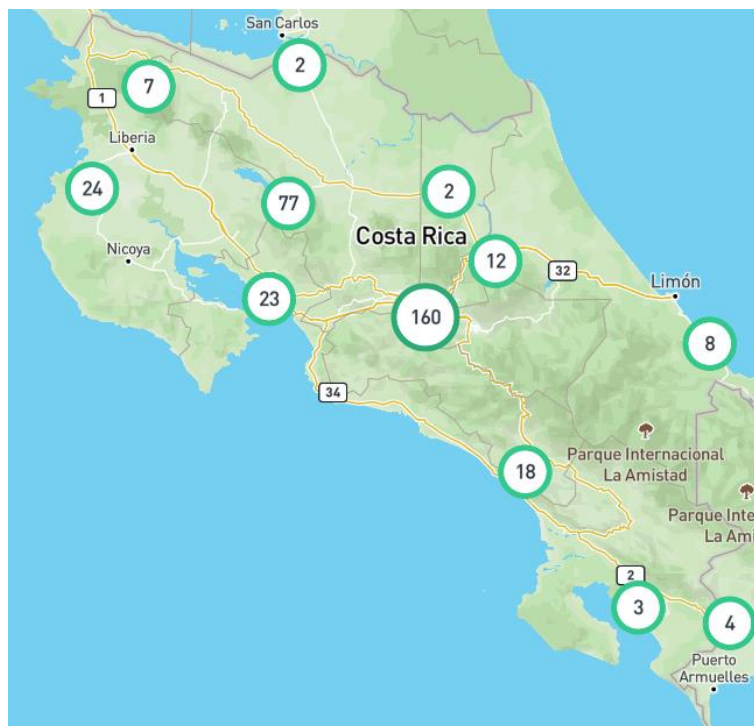 San Carlos
2
7
1
Liberia
24
77
2
Costa Rica
12
Nicoya
32
Limón
23
160
8
34
Parque Internacional
La Amistad
18
Parque Inte
La Ami
2
3
4
Puerto
Armuelles